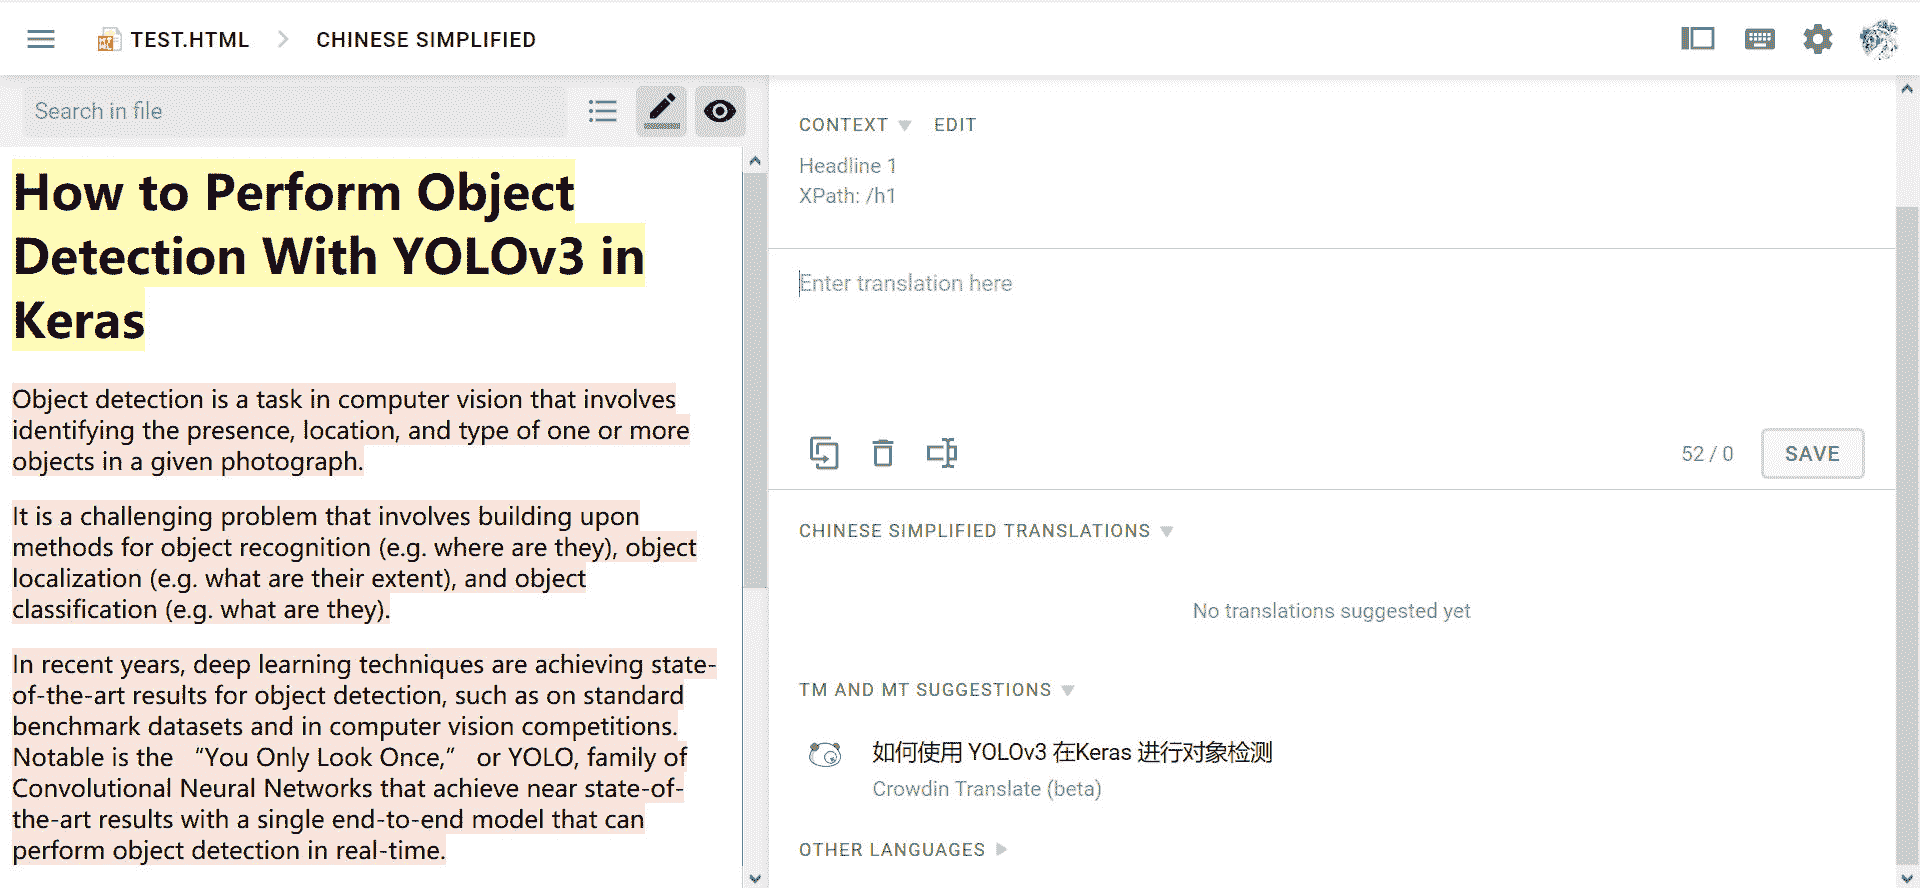 TEST.HTML > CHINESE SIMPLIFIED
Search in file
How to Perform Object
Detection With YOLOv3 in
Keras
Object detection is a task in computer vision that involves
identifying the presence, location, and type of one or more
objects in a given photograph.
It is a challenging problem that involves building upon
methods for object recognition (e.g. where are they), object
localization (e.g. what are their extent), and object
classification (e.g. what are they).
In recent years, deep learning techniques are achieving state-
of-the-art results for object detection, such as on standard
benchmark datasets and in computer vision competitions.
Notable is the “You Only Look Once,” or YOLO, family of
Convolutional Neural Networks that achieve near state-of-
the-art results with a single end-to-end model that can
perform object detection in real-time.
CONTEXT EDIT
Headline 1
XPath: /h1
Enter translation here
52 / 0 SAVE
CHINESE SIMPLIFIED TRANSLATIONS
No translations suggested yet
TM AND MT SUGGESTIONS
如何使用 YOLOv3 在Keras 进行对象检测
Crowdin Translate (beta)
OTHER LANGUAGES